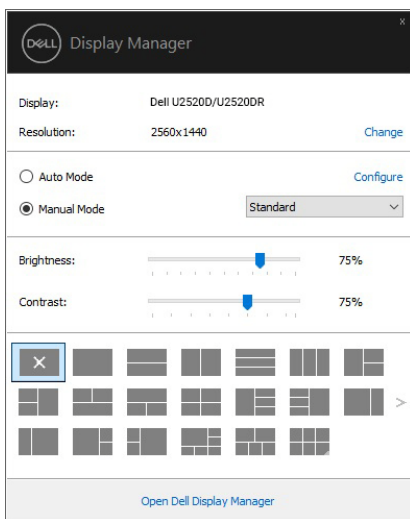 x
DELL Display Manager
Display: Dell U2520D/U2520DR
Resolution: 2560x1440 Change
Auto Mode Configure
Manual Mode Standard
Brightness: 75%
Contrast: 75%
Open Dell Display Manager